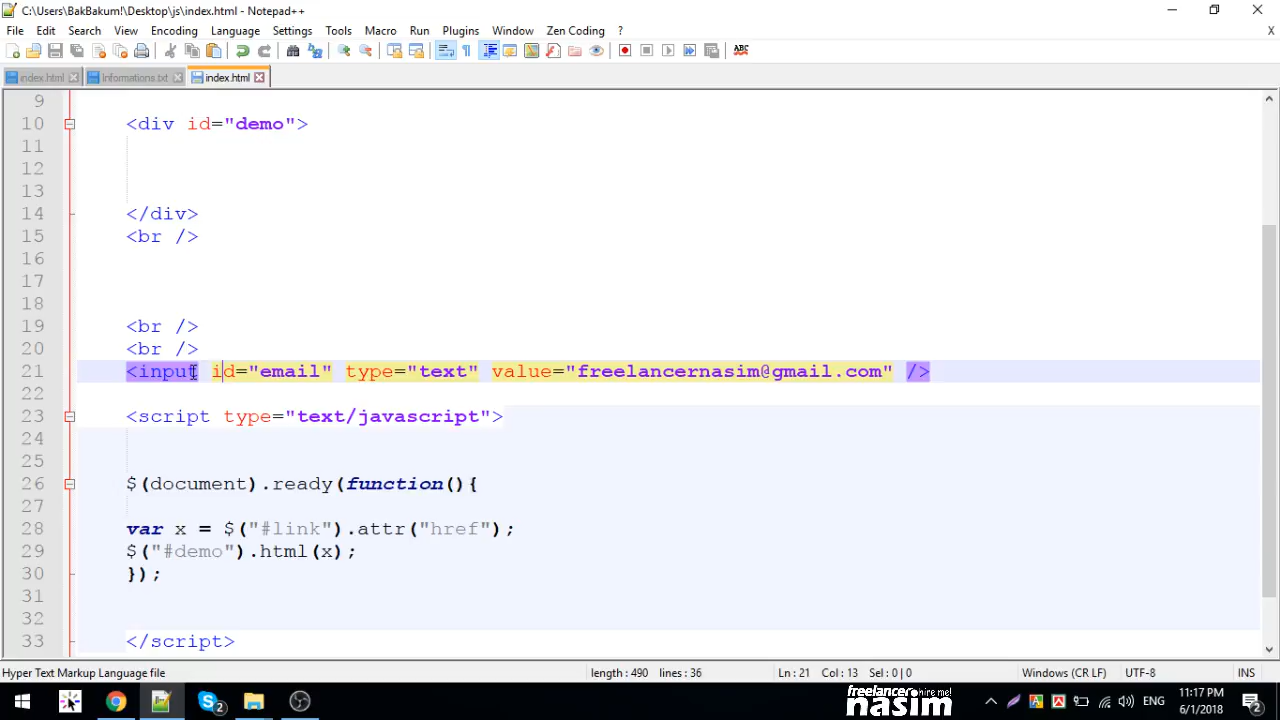 C:\Users\BakBakum!\Desktop\js\index.html - Notepad++
File Edit Search View Encoding Language Settings Tools Macro Run Plugins Window Zen Coding ? X
ABC
index.html Informations.txt index.html
9
10 <div id="demo">
11
12
13
14 </div>
15 <br />
16
17
18
19 <br />
20 <br />
21 <input id="email" type="text" value="freelancernasim@gmail.com" />
22
23 <script type="text/javascript">
24
25
26 $(document).ready(function(){
27
28 var x = $("#link").attr("href");
29 $("#demo").html(x);
30 });
31
32
33 </script>
Hyper Text Markup Language file length : 490 lines : 36 Ln : 21 Col : 13 Sel : 0 | 0 Windows (CR LF) UTF-8 INS
2 freelancer hire me! ENG 11:17 PM
nasim 6/1/2018 2